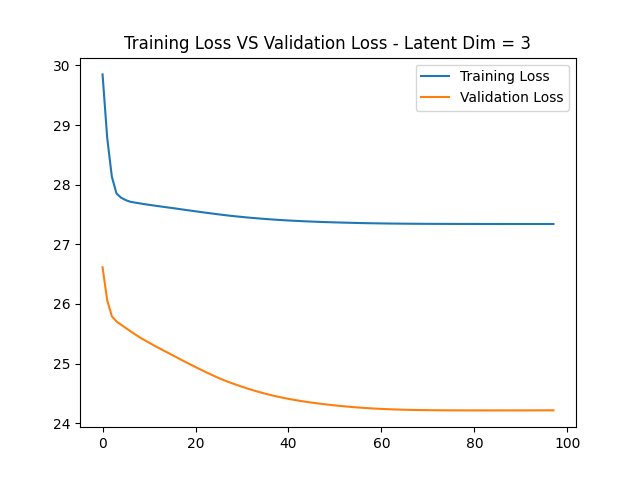 Training Loss VS Validation Loss - Latent Dim = 3
30
29
28
27
26
25
24
Training Loss
Validation Loss
0 20 40 60 80 100